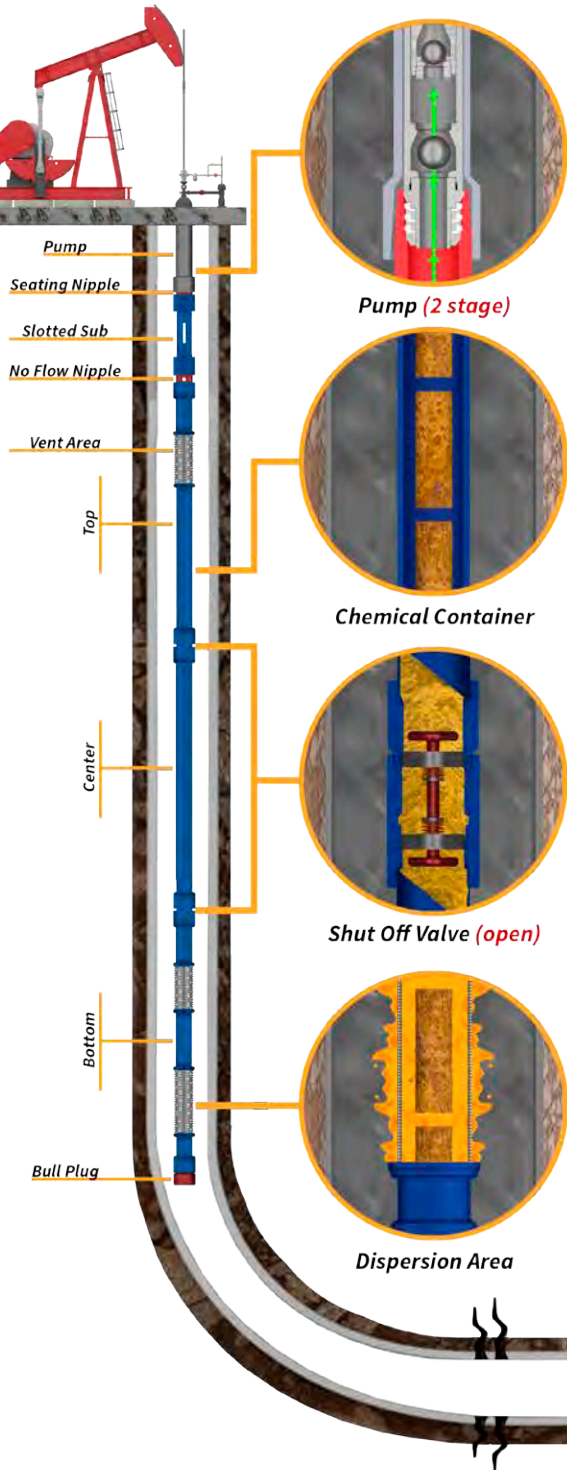 Pump
Seating Nipple
Slotted Sub
No Flow Nipple
Vent Area
Top
Center
Bottom
Bull Plug
Pump (2 stage)
Chemical Container
Shut Off Valve (open)
Dispersion Area